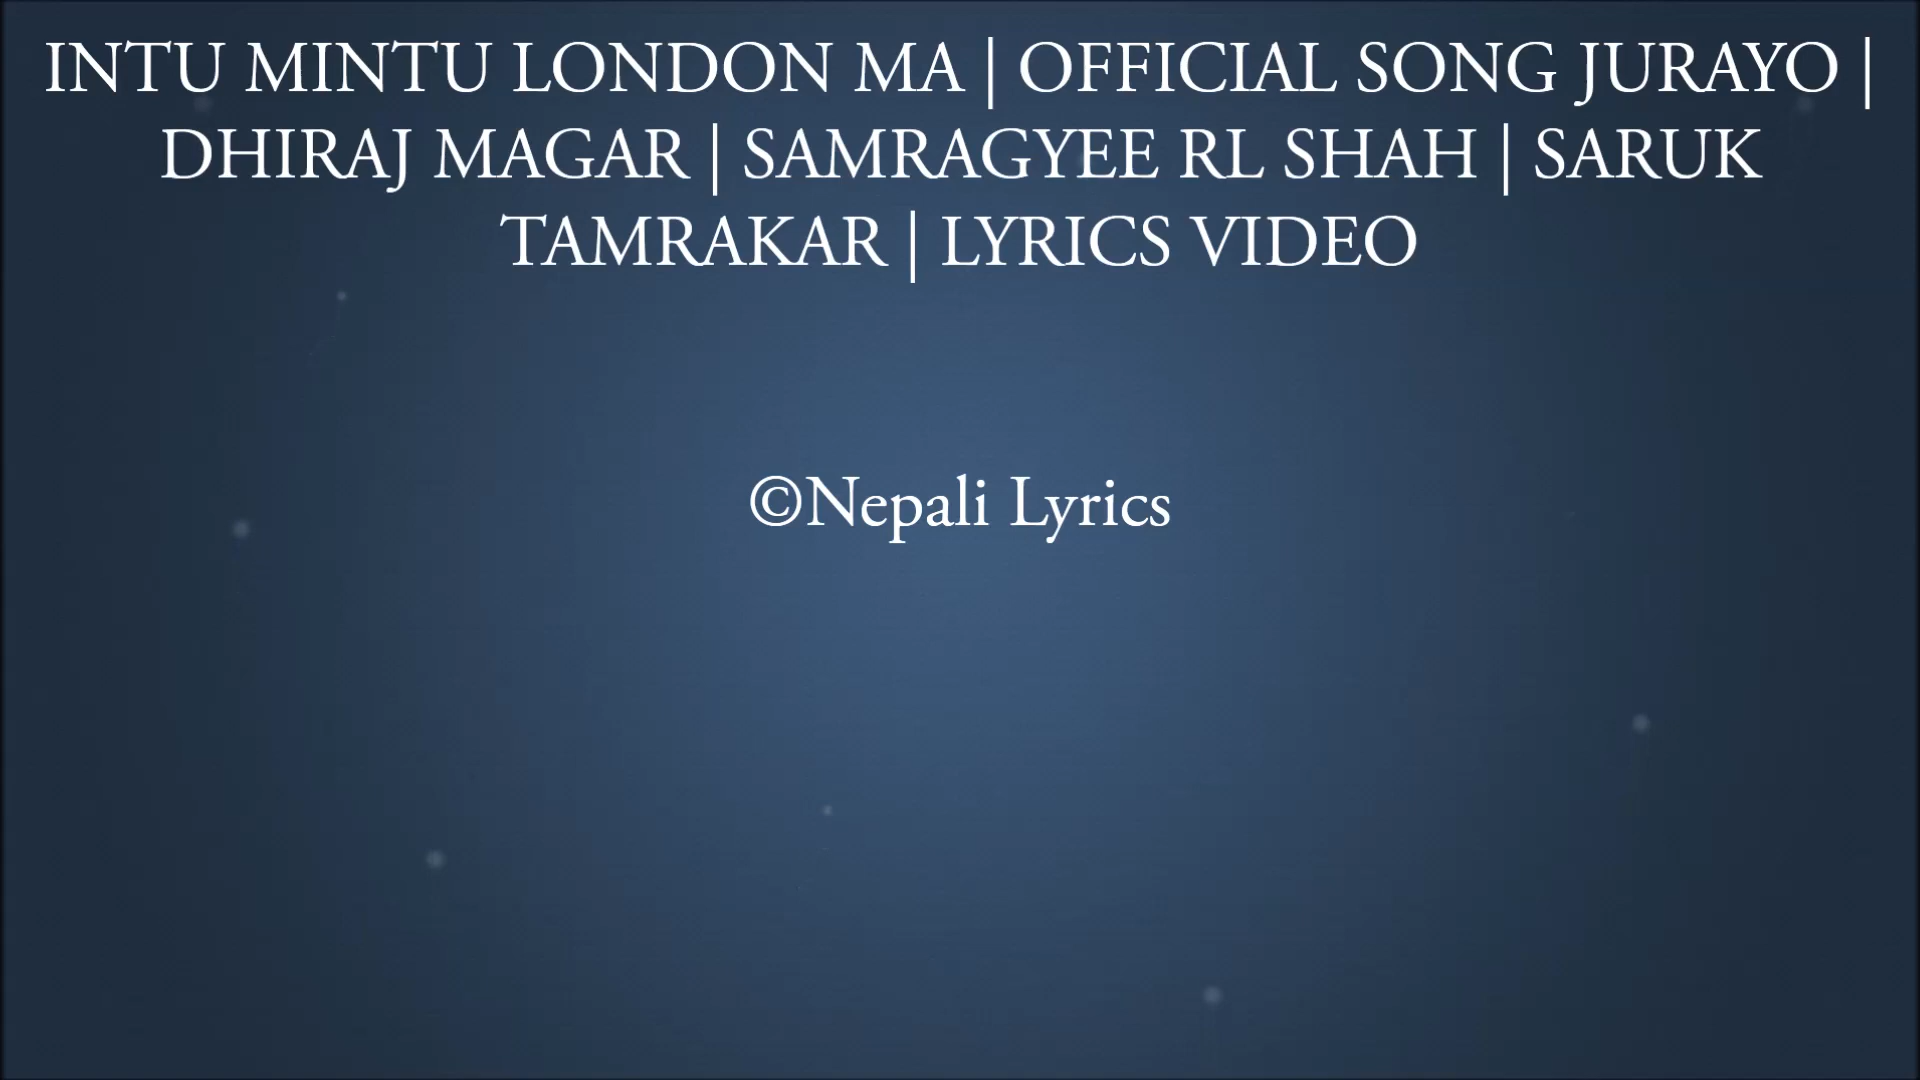 INTU MINTU LONDON MA | OFFICIAL SONG JURAYO |
DHIRAJ MAGAR | SAMRAGYEE RL SHAH | SARUK
TAMRAKAR | LYRICS VIDEO
©Nepali Lyrics